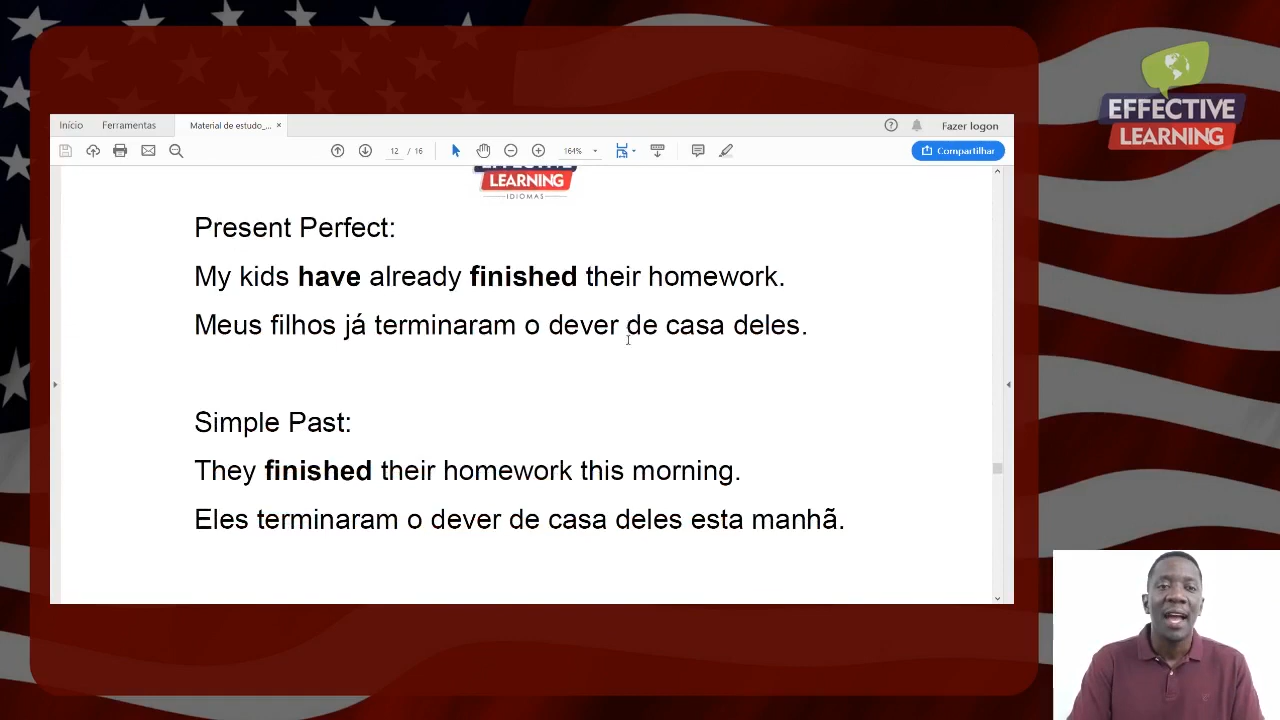 EFFECTIVE
LEARNING
Início Ferramentas Material de estudo_... ×
Fazer logon
12 / 16
164%
Compartilhar
LEARNING
IDIOMAS
Present Perfect:
My kids have already finished their homework.
Meus filhos já terminaram o dever de casa deles.
Simple Past:
They finished their homework this morning.
Eles terminaram o dever de casa deles esta manhã.